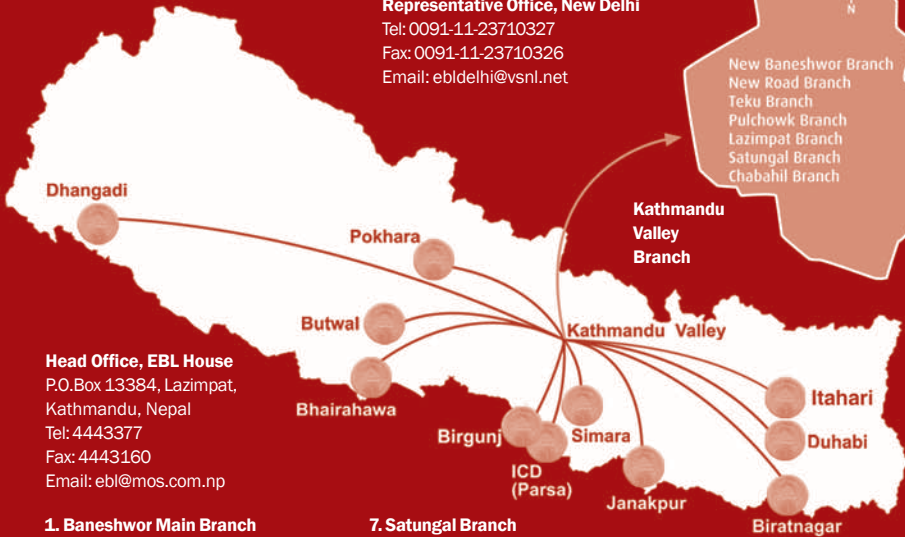 Representative Office, New Delhi
Tel: 0091-11-23710327
Fax: 0091-11-23710326
Email: ebldelhi@vsnl.net
N
New Baneshwor Branch
New Road Branch
Teku Branch
Pulchowk Branch
Lazimpat Branch
Satungal Branch
Chabahil Branch
Kathmandu
Valley
Branch
Dhangadi
Pokhara
Butwal
Kathmandu Valley
Bhairahawa
Itahari
Birgunj
Simara
Duhabi
ICD
(Parsa)
Janakpur
Biratnagar
Head Office, EBL House
P.O.Box 13384, Lazimpat,
Kathmandu, Nepal
Tel: 4443377
Fax: 4443160
Email: ebl@mos.com.np
1. Baneshwor Main Branch
7. Satungal Branch